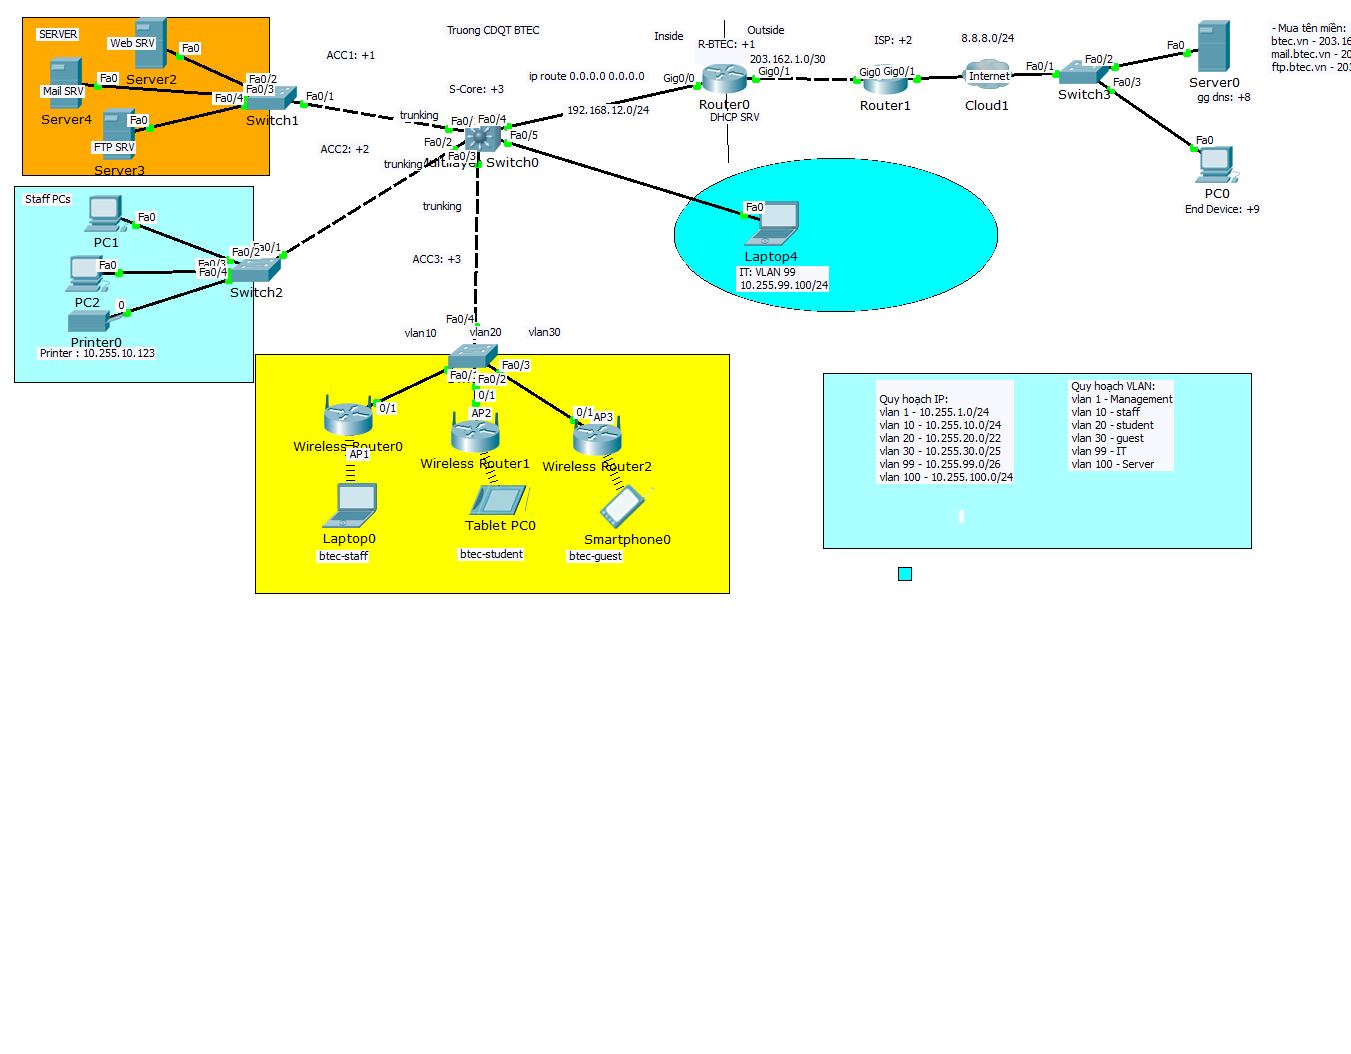 SERVER
Web SRV
Fa0
Server2
Fa0
Mail SRV
Server4
Fa0
FTP SRV
Server3
Fa0/2
Fa0/3
Fa0/4
Fa0/1
Switch1
ACC1: +1
ACC2: +2
Truong CDQT BTEC
S-Core: +3
trunking
Fa0/4
Fa0/2
Fa0/3
Fa0/5
Switch0
trunking
trunking
ACC3: +3
ip route 0.0.0.0 0.0.0.0
192.168.12.0/24
Inside
Outside
R-BTEC: +1
203.162.1.0/30
Gig0/0
Gig0/1
Router0
DHCP SRV
ISP: +2
Gig0
Gig0/1
Router1
8.8.8.0/24
Internet
Cloud1
Fa0/1
Fa0/2
Fa0/3
Switch3
Fa0
Server0
gg dns: +8
Fa0
PC0
End Device: +9
- Mua tên miền:
btec.vn - 203.16
mail.btec.vn - 20
ftp.btec.vn - 203
Staff PCs
Fa0
PC1
Fa0
PC2
0
Printer0
Printer : 10.255.10.123
Fa0/2
Fa0/3
Fa0/4
Switch2
Fa0
Laptop4
IT: VLAN 99
10.255.99.100/24
Fa0/4
vlan10
vlan20
vlan30
Fa0/2
Fa0/3
0/1
0/1
0/1
AP2
AP3
Wireless Router0
AP1
Wireless Router1
Wireless Router2
Laptop0
btec-staff
Tablet PC0
btec-student
Smartphone0
btec-guest
Quy hoạch IP:
vlan 1 - 10.255.1.0/24
vlan 10 - 10.255.10.0/24
vlan 20 - 10.255.20.0/22
vlan 30 - 10.255.30.0/25
vlan 99 - 10.255.99.0/26
vlan 100 - 10.255.100.0/24
Quy hoạch VLAN:
vlan 1 - Management
vlan 10 - staff
vlan 20 - student
vlan 30 - guest
vlan 99 - IT
vlan 100 - Server